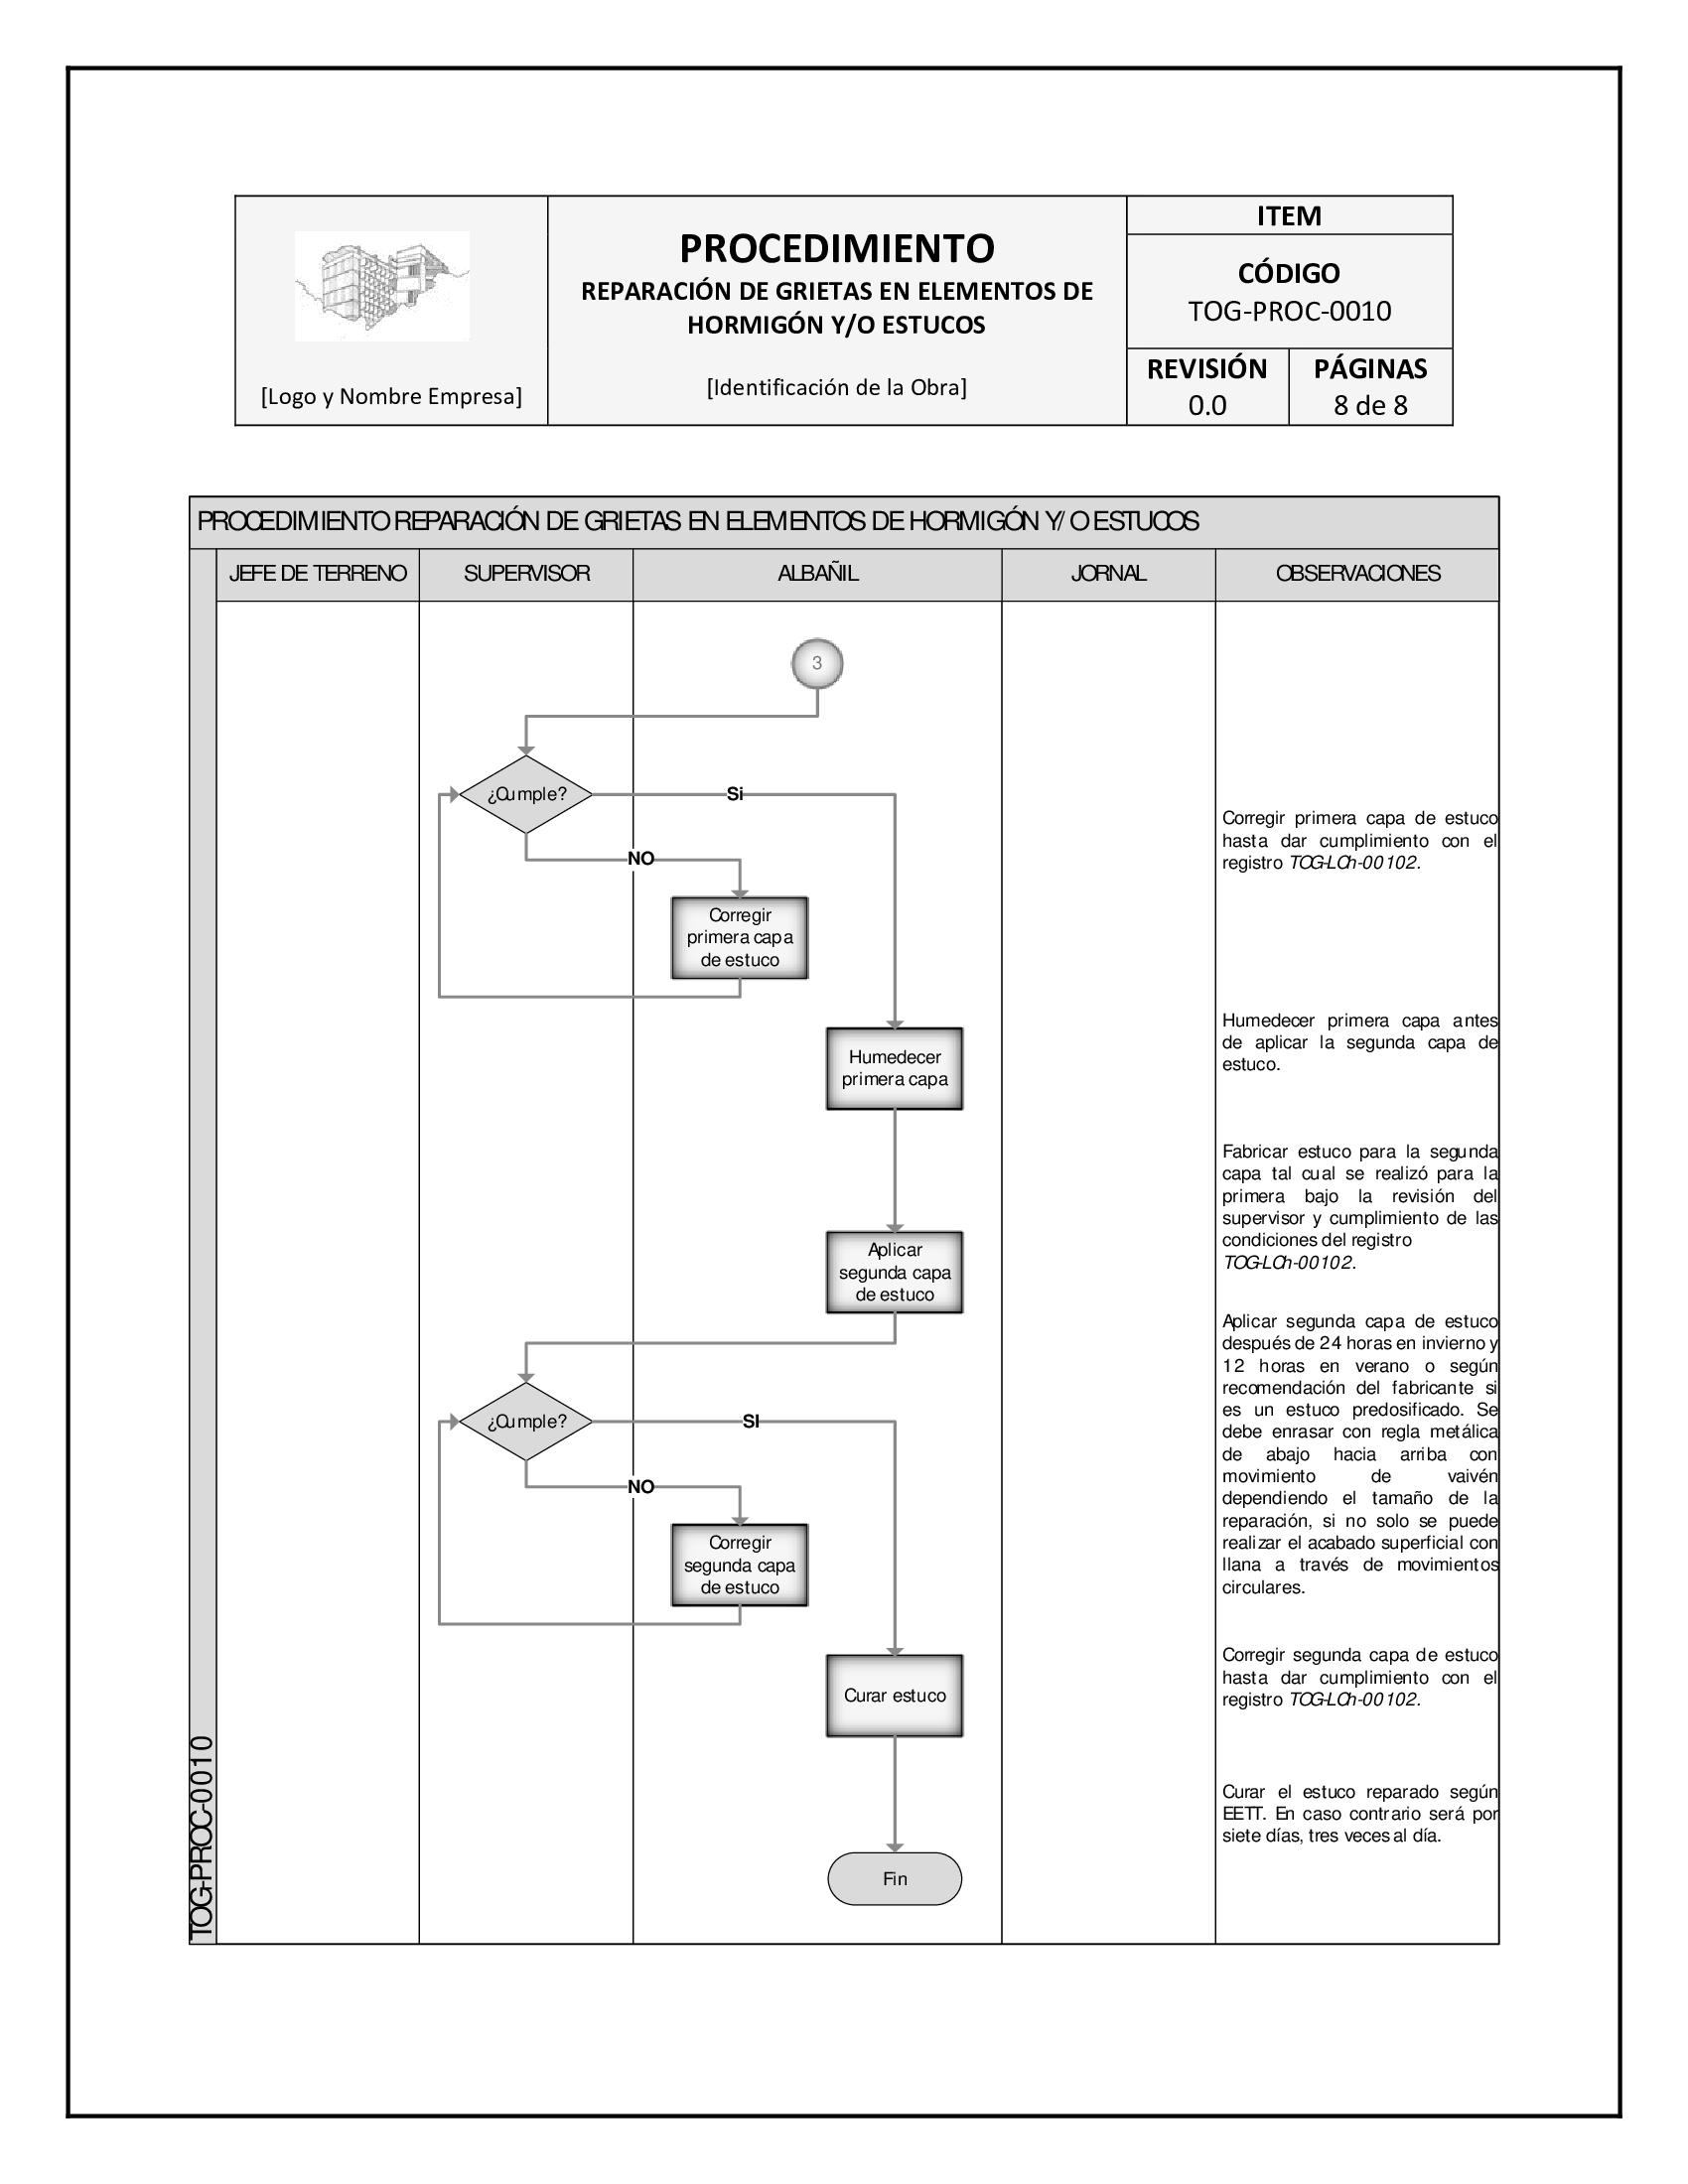 [Logo y Nombre Empresa]
PROCEDIMIENTO
REPARACIÓN DE GRIETAS EN ELEMENTOS DE
HORMIGÓN Y/O ESTUCOS
[Identificación de la Obra]
ITEM
CÓDIGO
TOG-PROC-0010
REVISIÓN
0.0
PÁGINAS
8 de 8
PROCEDIMIENTO REPARACIÓN DE GRIETAS EN ELEMENTOS DE HORMIGÓN Y/O ESTUCOS
JEFE DE TERRENO
SUPERVISOR
ALBAÑIL
JORNAL
OBSERVACIONES
TOG-PROC-0010
3
¿Cumple?
Si
NO
Corregir
primera capa
de estuco
Humedecer
primera capa
Aplicar
segunda capa
de estuco
¿Cumple?
SI
NO
Corregir
segunda capa
de estuco
Curar estuco
Fin
Corregir primera capa de estuco
hasta dar cumplimiento con el
registro TOG-LCh-00102.
Humedecer primera capa antes
de aplicar la segunda capa de
estuco.
Fabricar estuco para la segunda
capa tal cual se realizó para la
primera bajo la revisión del
supervisor y cumplimiento de las
condiciones del registro
TOG-LCh-00102.
Aplicar segunda capa de estuco
después de 24 horas en invierno y
12 horas en verano o según
recomendación del fabricante si
es un estuco predosificado. Se
debe enrasar con regla metálica
de abajo hacia arriba con
movimiento de vaivén
dependiendo el tamaño de la
reparación, si no solo se puede
realizar el acabado superficial con
llana a través de movimientos
circulares.
Corregir segunda capa de estuco
hasta dar cumplimiento con el
registro TOG-LCh-00102.
Curar el estuco reparado según
EETT. En caso contrario será por
siete días, tres veces al día.